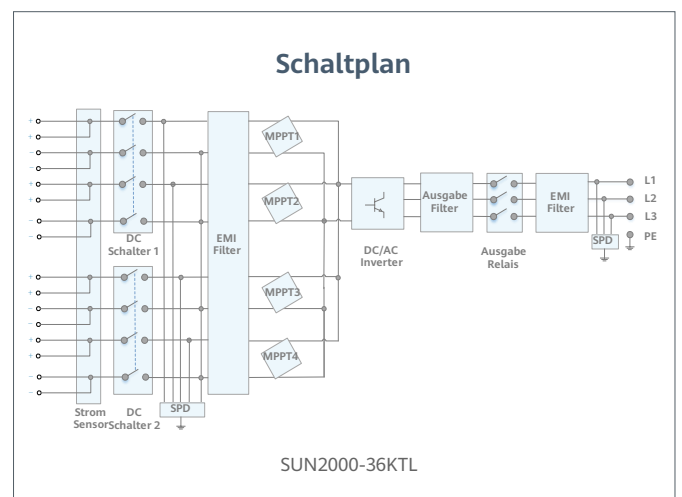 Schaltplan
+
+
−
−
+
+
−
−
+
+
−
−
+
+
−
−
Strom
Sensor
DC
Schalter 1
DC
Schalter 2
SPD
EMI
Filter
MPPT1
MPPT2
MPPT3
MPPT4
DC/AC
Inverter
Ausgabe
Filter
Ausgabe
Relais
EMI
Filter
SPD
L1
L2
L3
PE
SUN2000-36KTL